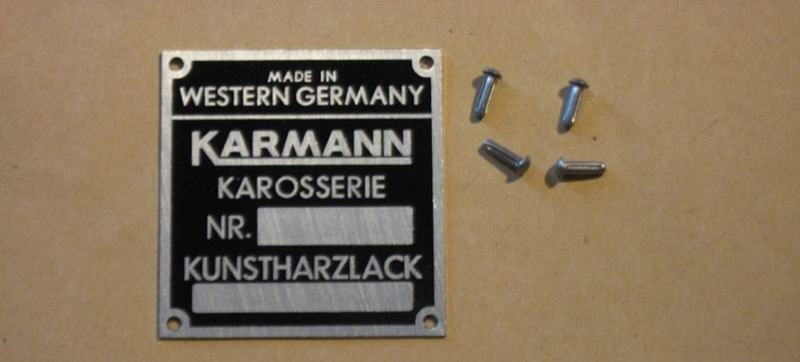 MADE IN
WESTERN GERMANY
KARMANN
KAROSSERIE
NR.
KUNSTHARZLACK